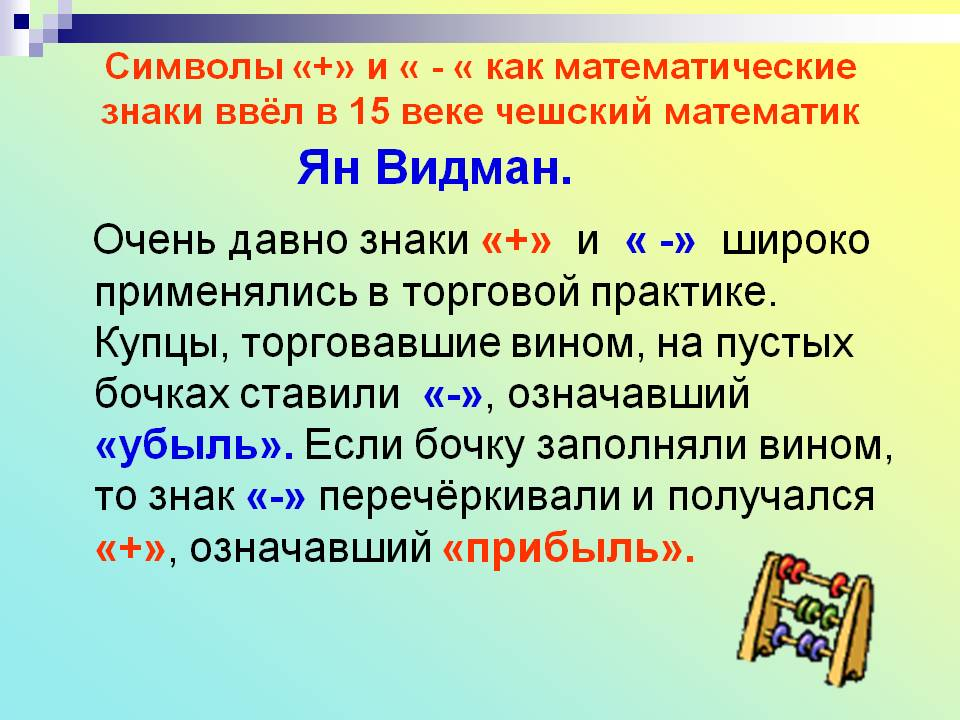 Символы «+» и « - « как математические
знаки ввёл в 15 веке чешский математик
Ян Видман.
Очень давно знаки «+» и « -» широко
применялись в торговой практике.
Купцы, торговавшие вином, на пустых
бочках ставили «-», означавший
«убыль». Если бочку заполняли вином,
то знак «-» перечёркивали и получался
«+», означавший «прибыль».